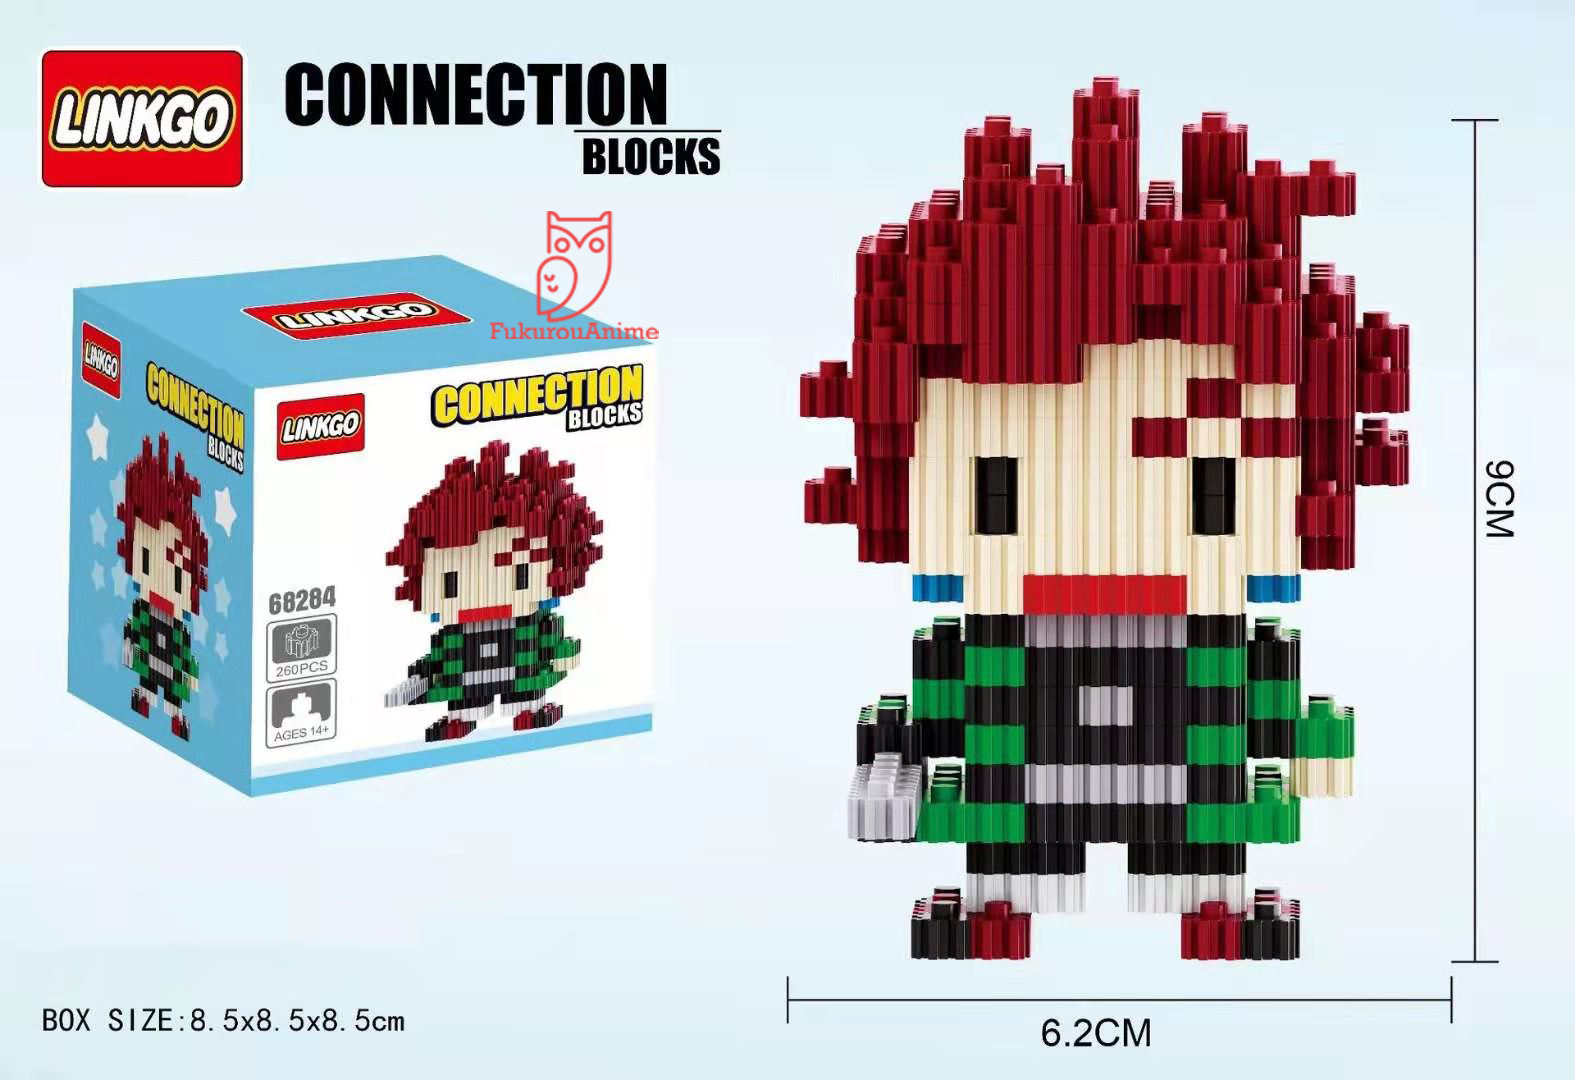 LINKGO
CONNECTION
BLOCKS
FukurouAnime
LINKGO
LINKGO
CONNECTION
BLOCKS
LINKGO
CONNECTION
BLOCKS
68284
260PCS
AGES 14+
9CM
6.2CM
BOX SIZE:8.5x8.5x8.5cm